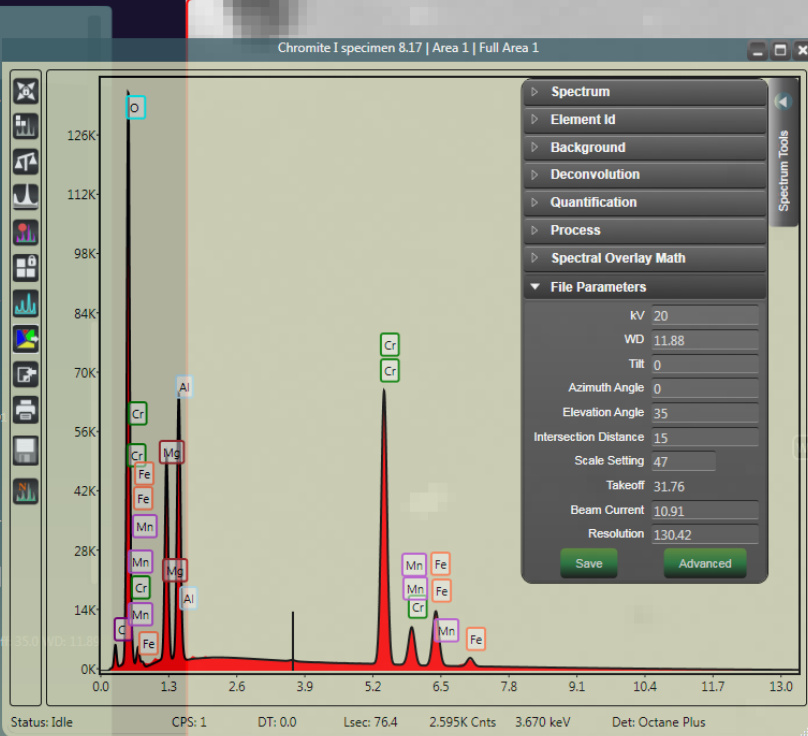 Chromite I specimen 8.17 | Area 1 | Full Area 1
Spectrum
Element Id
Background
Deconvolution
Quantification
Process
Spectral Overlay Math
File Parameters
kV 20
WD 11.88
Tilt 0
Azimuth Angle 0
Elevation Angle 35
Intersection Distance 15
Scale Setting 47
Takeoff 31.76
Beam Current 10.91
Resolution 130.42
Save Advanced
Spectrum Tools
126K
112K
98K
84K
70K
56K
42K
28K
14K
0K
O
Cr
Cr
Al
Cr
Cr
Mg
Fe
Fe
Mn
Mn
Fe
Mn
Mg
Mn
Fe
Cr
Al
Cr
Mn
C
Mn
Fe
Fe
0.0 1.3 2.6 3.9 5.2 6.5 7.8 9.1 10.4 11.7 13.0
Status: Idle CPS: 1 DT: 0.0 Lsec: 76.4 2.595K Cnts 3.670 keV Det: Octane Plus